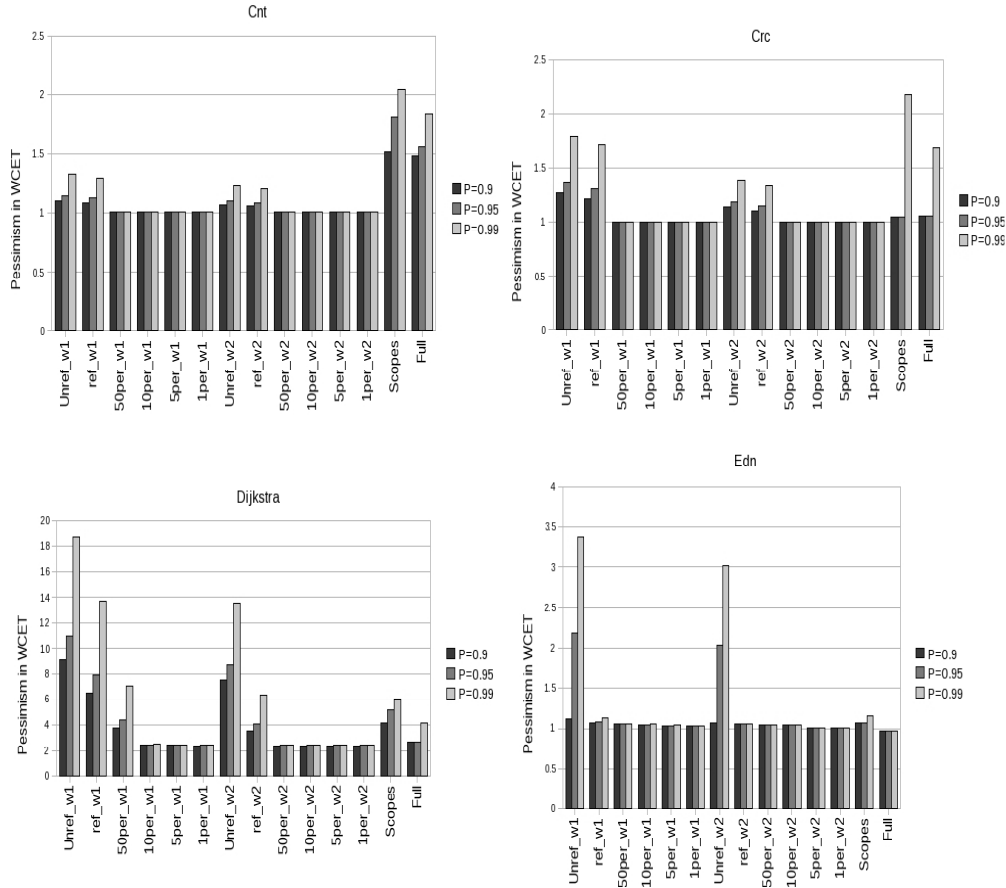 Cnt
2.5
2
1.5
1
0.5
0
Pessimism in WCET
Unref_w1
ref_w1
50per_w1
10per_w1
5per_w1
1per_w1
Unref_w2
ref_w2
50per_w2
10per_w2
5per_w2
1per_w2
Scopes
Full
P=0.9
P=0.95
P=0.99
Crc
2.5
2
1.5
1
0.5
0
Pessimism in WCET
Unref_w1
ref_w1
50per_w1
10per_w1
5per_w1
1per_w1
Unref_w2
ref_w2
50per_w2
10per_w2
5per_w2
1per_w2
Scopes
Full
P=0.9
P=0.95
P=0.99
Dijkstra
20
18
16
14
12
10
8
6
4
2
0
Pessimism in WCET
Unref_w1
ref_w1
50per_w1
10per_w1
5per_w1
1per_w1
Unref_w2
ref_w2
50per_w2
10per_w2
5per_w2
1per_w2
Scopes
Full
P=0.9
P=0.95
P=0.99
Edn
4
3.5
3
2.5
2
1.5
1
0.5
0
Pessimism in WCET
Unref_w1
ref_w1
50per_w1
10per_w1
5per_w1
1per_w1
Unref_w2
ref_w2
50per_w2
10per_w2
5per_w2
1per_w2
Scopes
Full
P=0.9
P=0.95
P=0.99